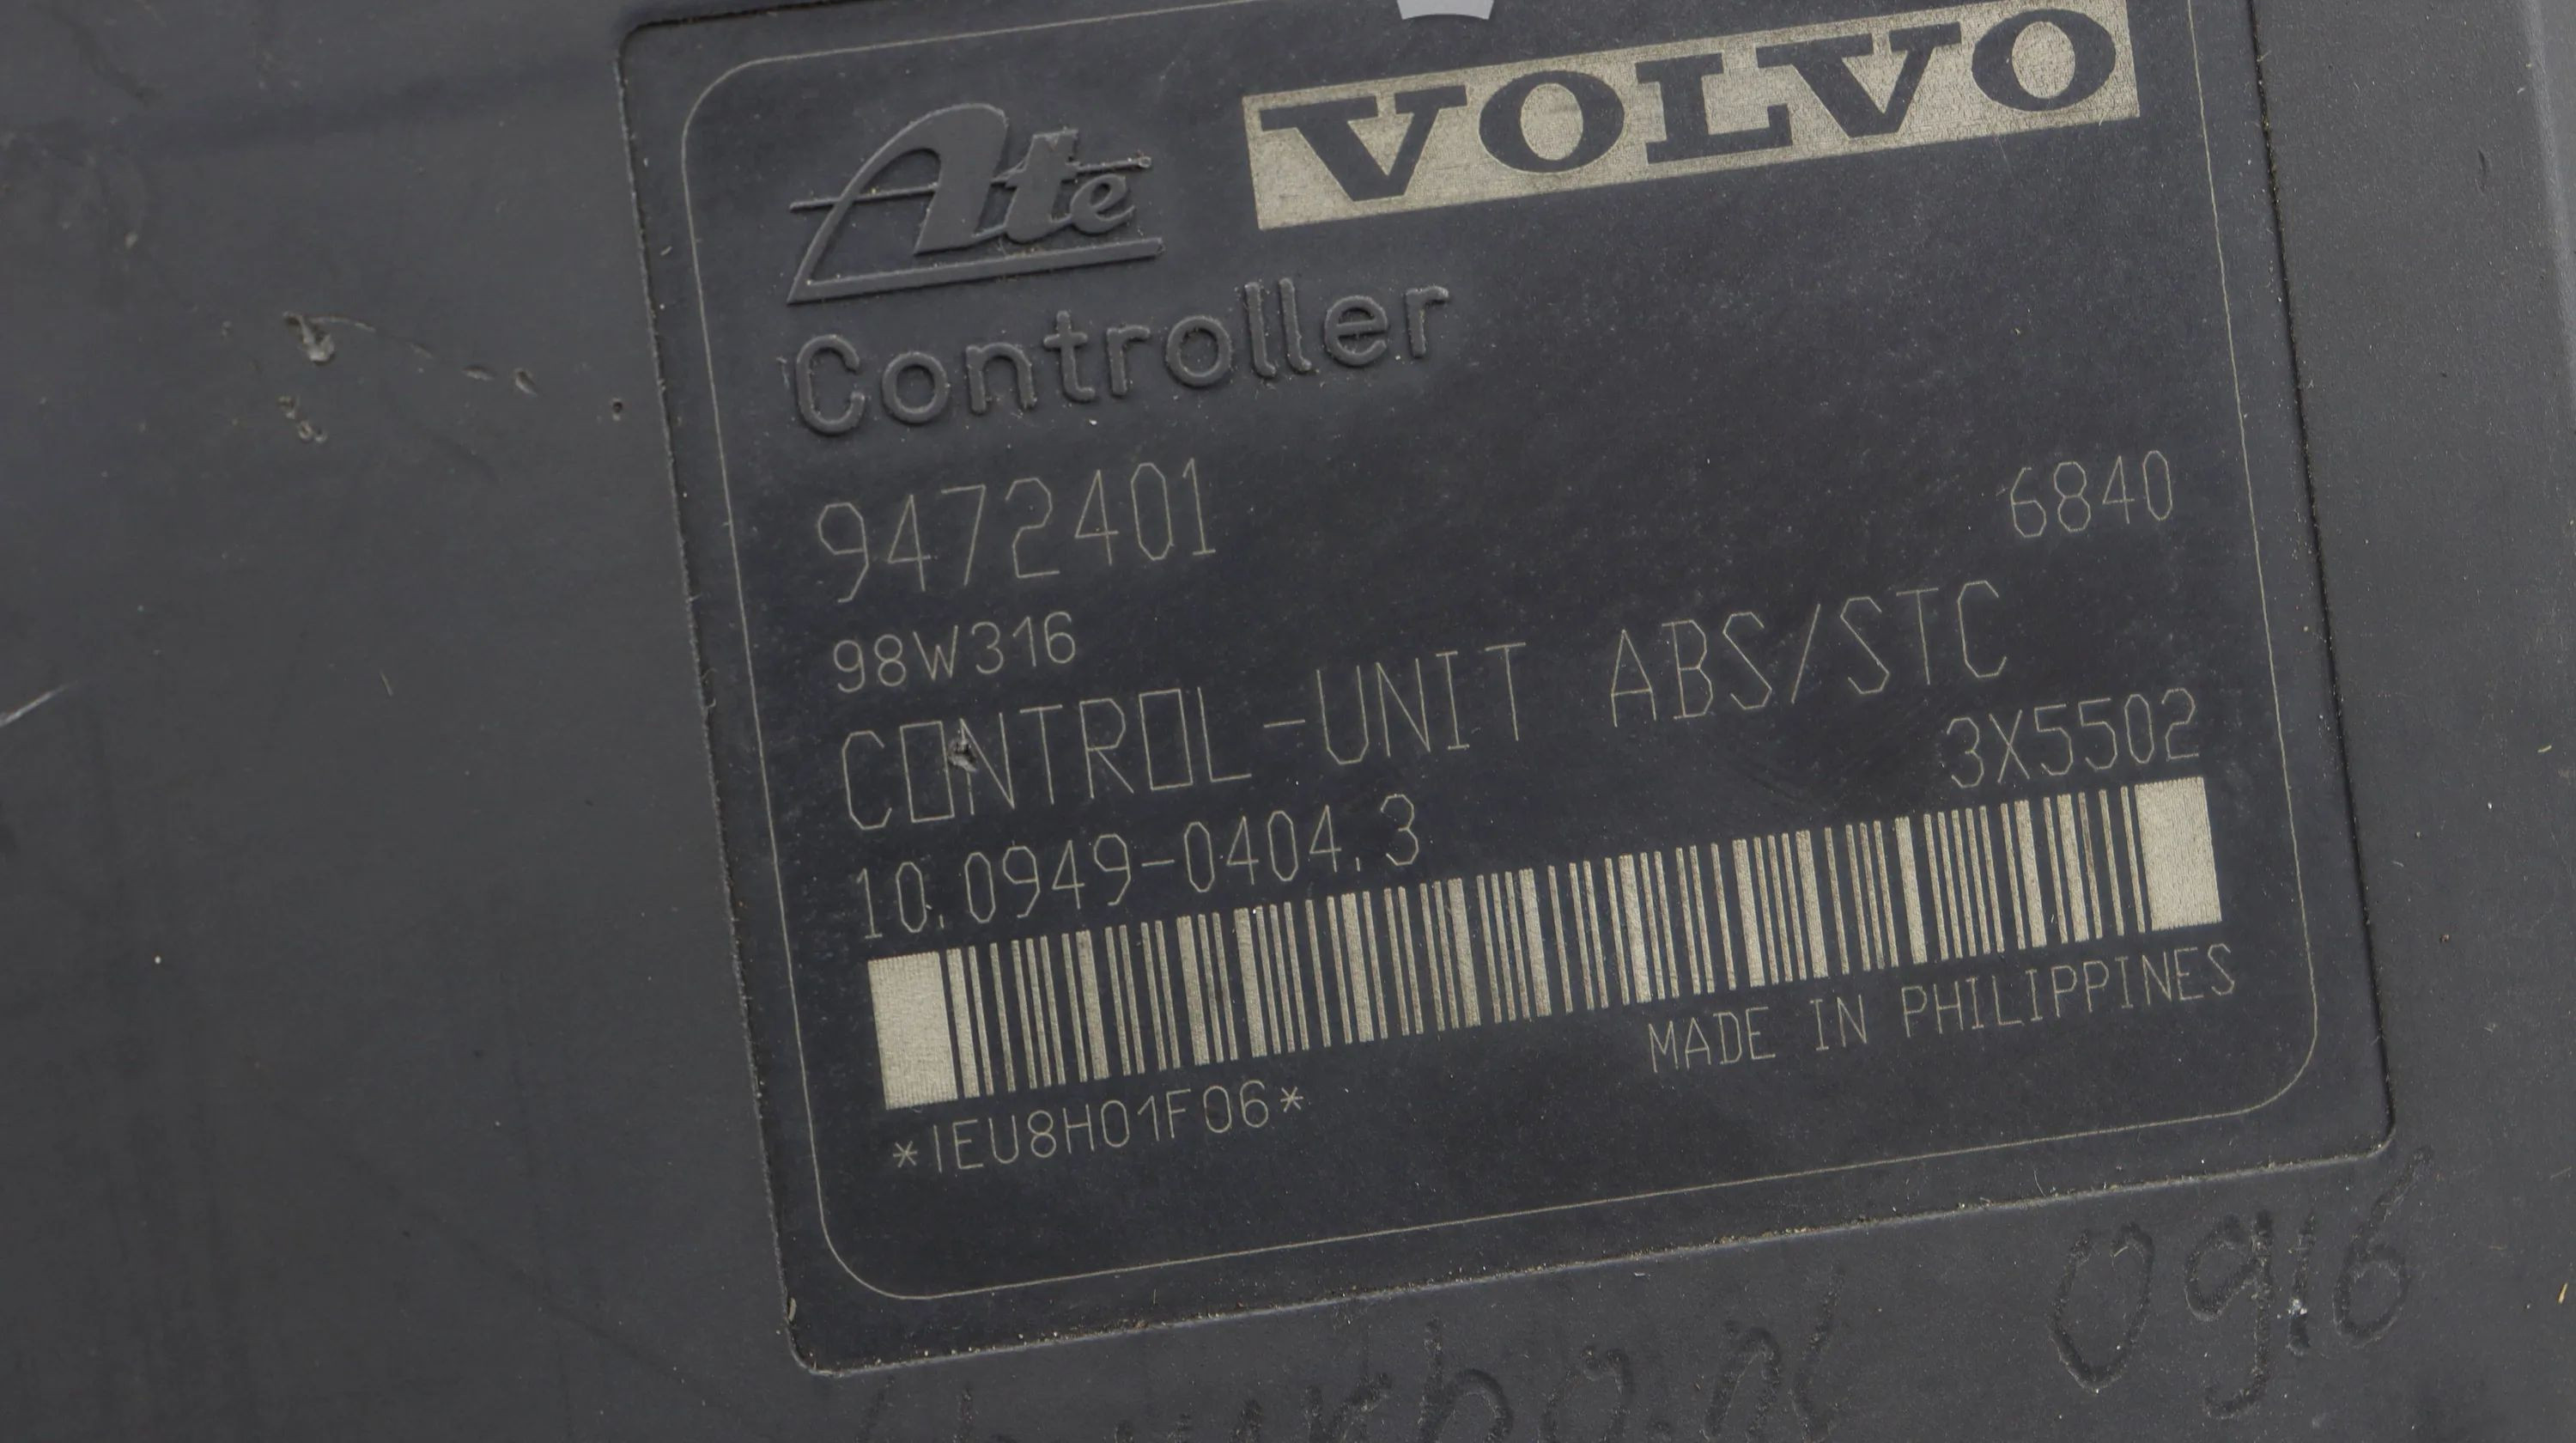 Ate VOLVO
Controller
9472401 6840
98W316
CONTROL-UNIT ABS/STC
10.0949-0404.3 3X5502
MADE IN PHILIPPINES
*IEU8H01F06*
0916